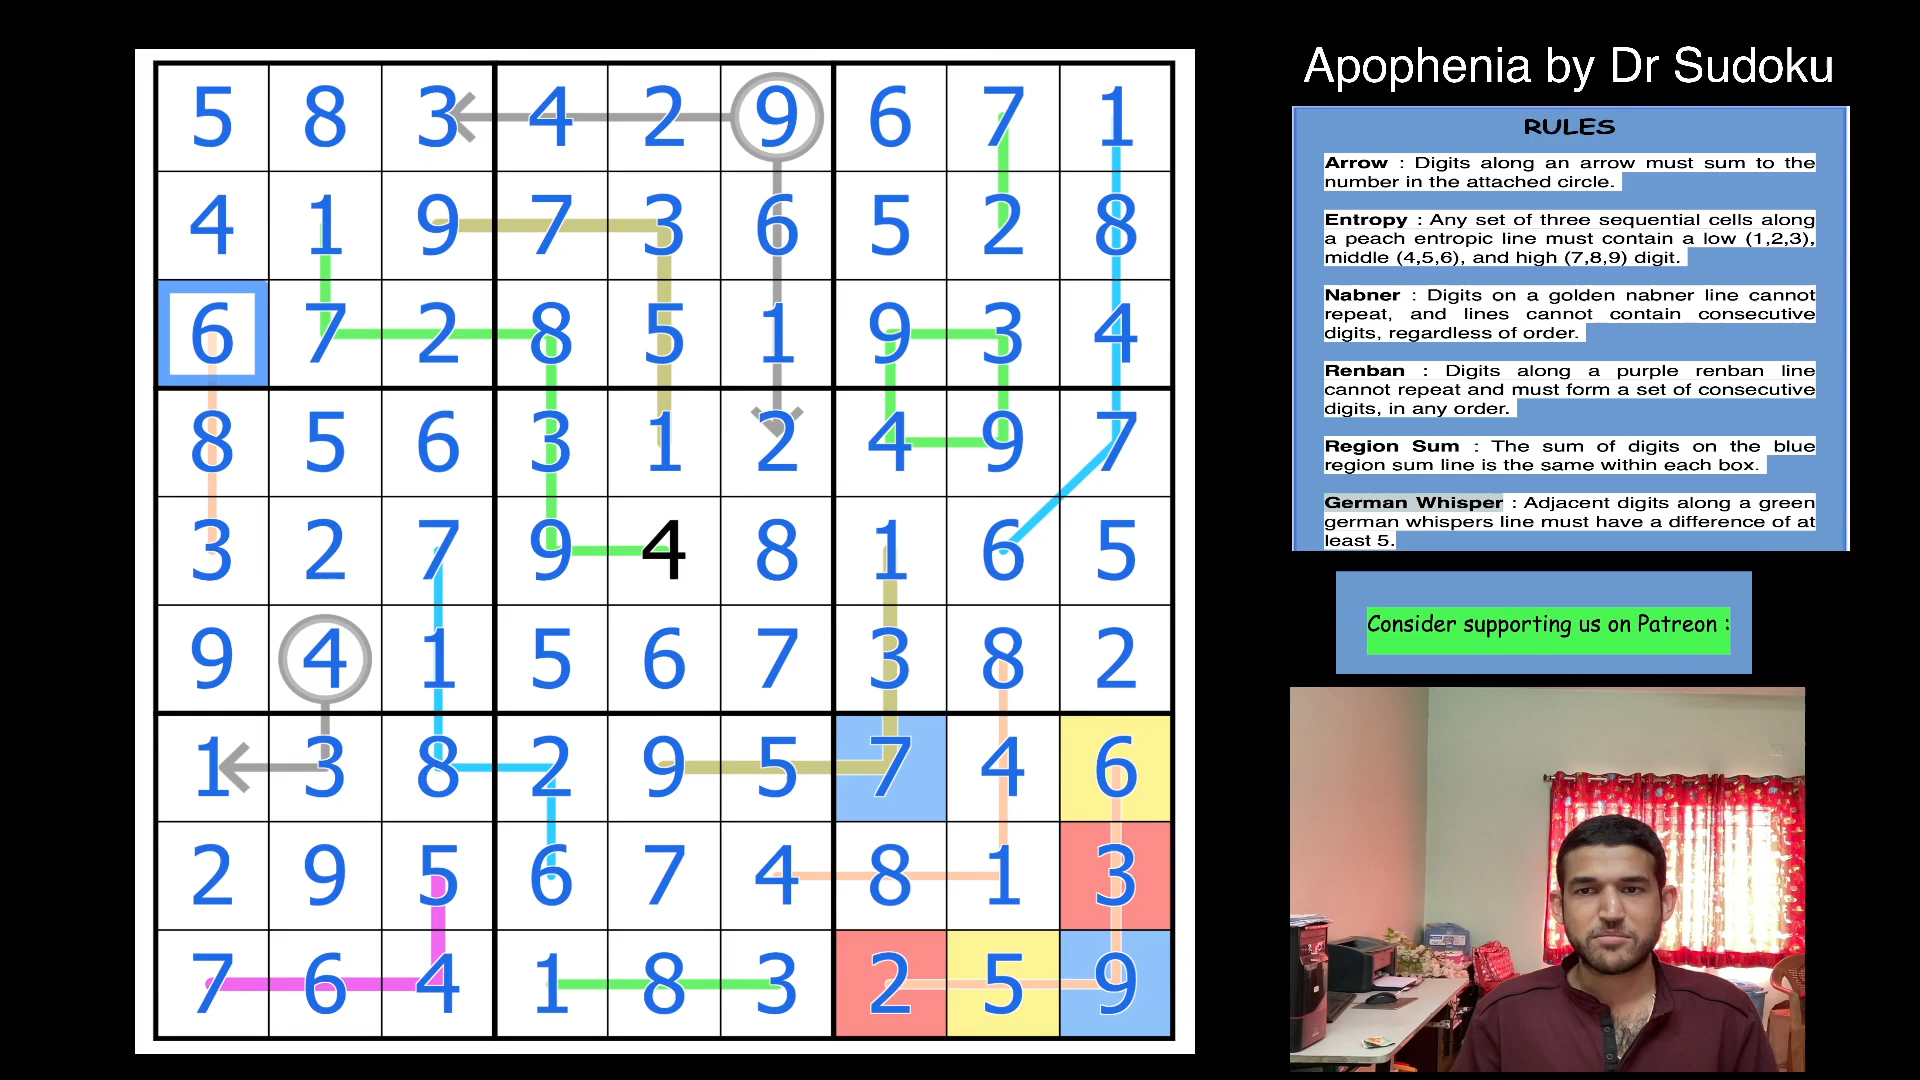 Apophenia by Dr Sudoku
RULES
Arrow : Digits along an arrow must sum to the
number in the attached circle.
Entropy : Any set of three sequential cells along
a peach entropic line must contain a low (1,2,3),
middle (4,5,6), and high (7,8,9) digit.
Nabner : Digits on a golden nabner line cannot
repeat, and lines cannot contain consecutive
digits, regardless of order.
Renban : Digits along a purple renban line
cannot repeat and must form a set of consecutive
digits, in any order.
Region Sum : The sum of digits on the blue
region sum line is the same within each box.
German Whisper : Adjacent digits along a green
german whispers line must have a difference of at
least 5.
Consider supporting us on Patreon :
5 8 3 4 2 9 6 7 1
4 1 9 7 3 6 5 2 8
6 7 2 8 5 1 9 3 4
8 5 6 3 1 2 4 9 7
3 2 7 9 4 8 1 6 5
9 4 1 5 6 7 3 8 2
1 3 8 2 9 5 7 4 6
2 9 5 6 7 4 8 1 3
7 6 4 1 8 3 2 5 9